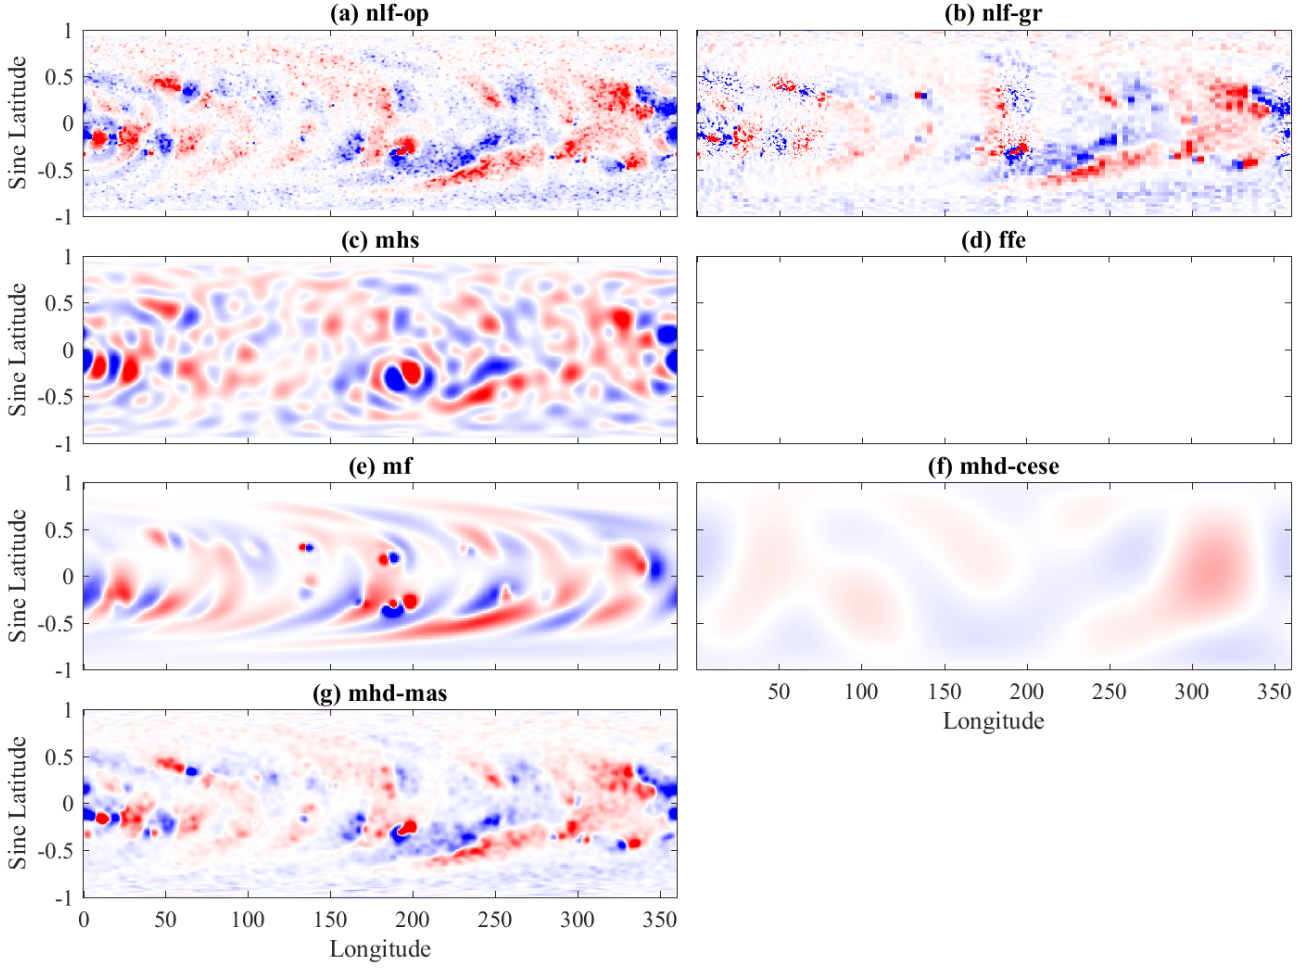 (a) nlf-op
(b) nlf-gr
1
0.5
0
-0.5
-1
Sine Latitude
(c) mhs
(d) ffe
1
0.5
0
-0.5
-1
Sine Latitude
(e) mf
(f) mhd-cese
1
0.5
0
-0.5
-1
Sine Latitude
50 100 150 200 250 300 350
Longitude
(g) mhd-mas
1
0.5
0
-0.5
-1
Sine Latitude
0 50 100 150 200 250 300 350
Longitude